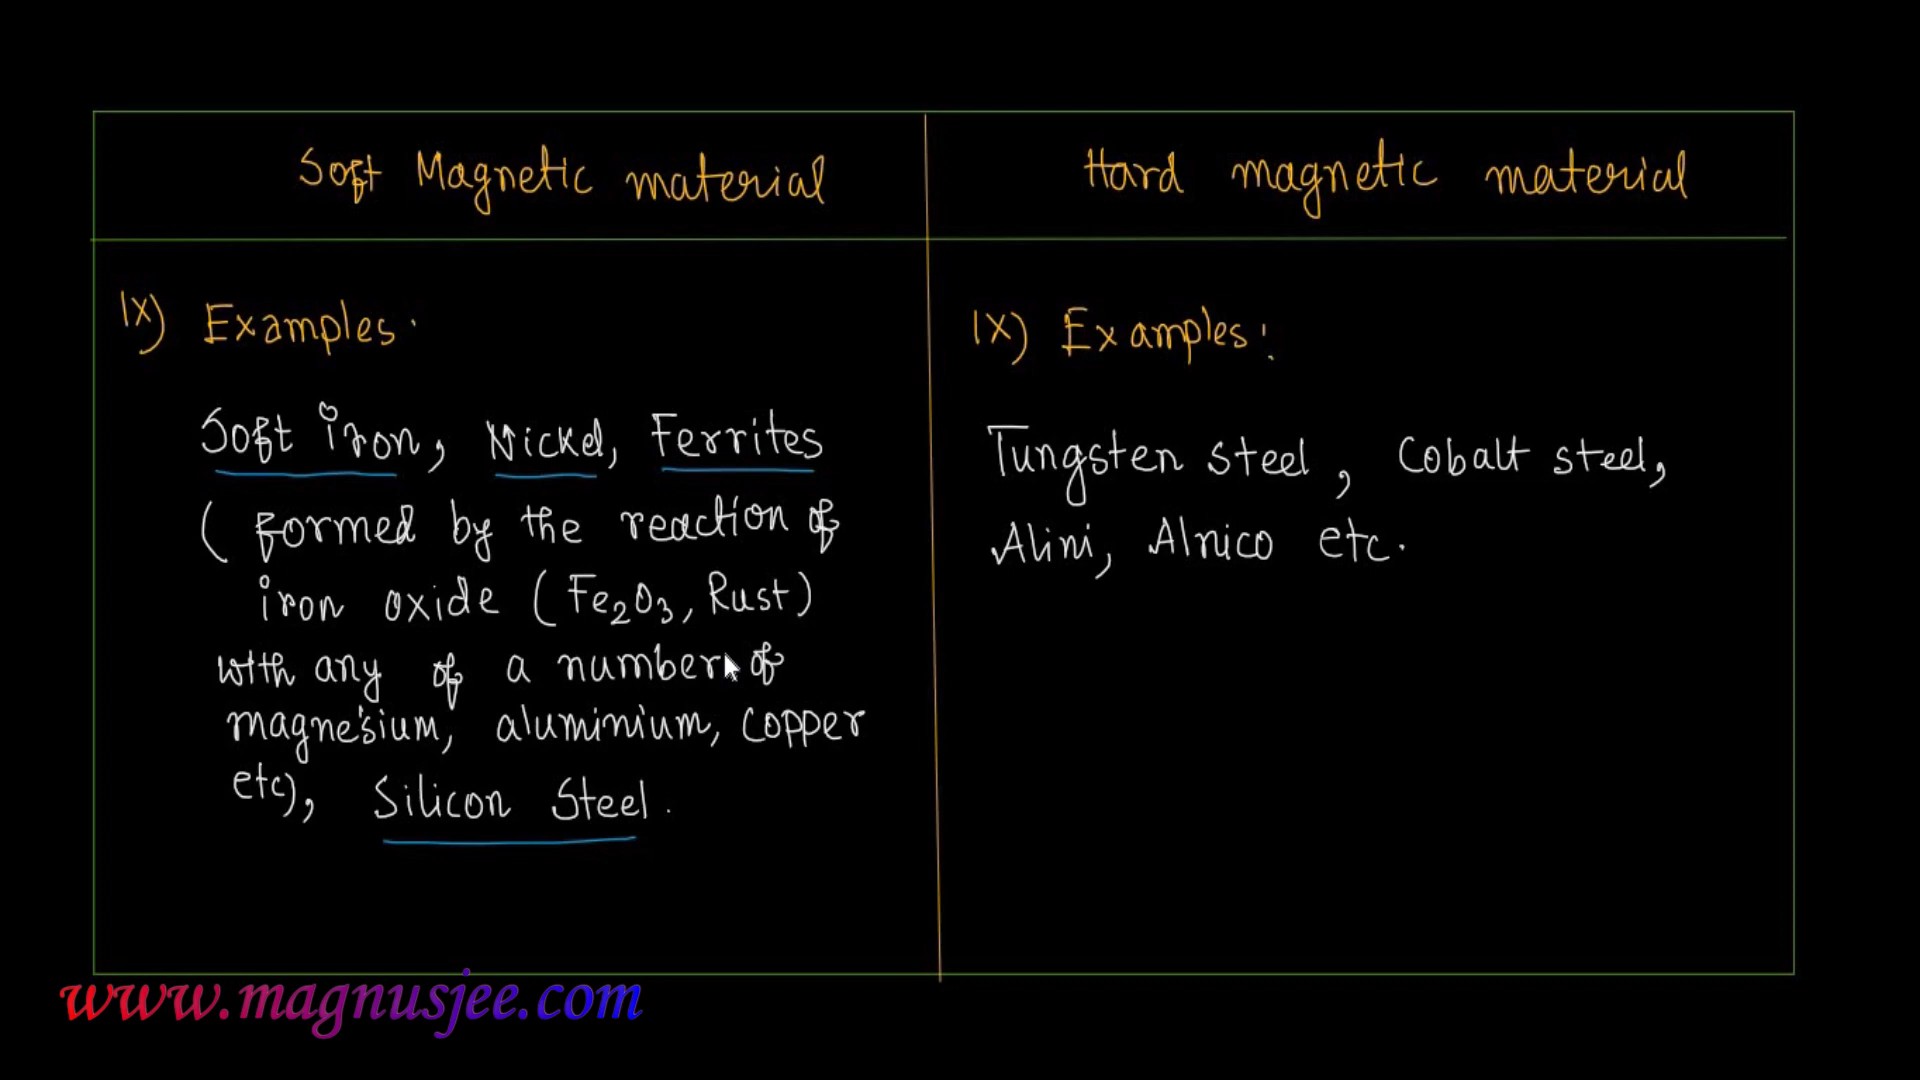 Soft Magnetic material
Hard magnetic material
IX) Examples.
Soft iron, Nickel, Ferrites
( formed by the reaction of
iron oxide (Fe₂O₃, Rust)
with any of a number of
magnesium, aluminium, copper
etc), Silicon Steel.
IX) Examples:
Tungsten steel, Cobalt steel,
Alini, Alnico etc.
www.magnusjee.com